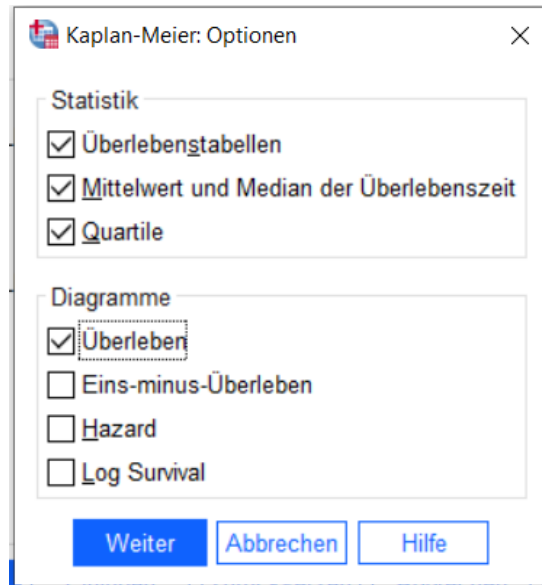 Kaplan-Meier: Optionen
Statistik
Überlebenstabellen
Mittelwert und Median der Überlebenszeit
Quartile
Diagramme
Überleben
Eins-minus-Überleben
Hazard
Log Survival
Weiter Abbrechen Hilfe